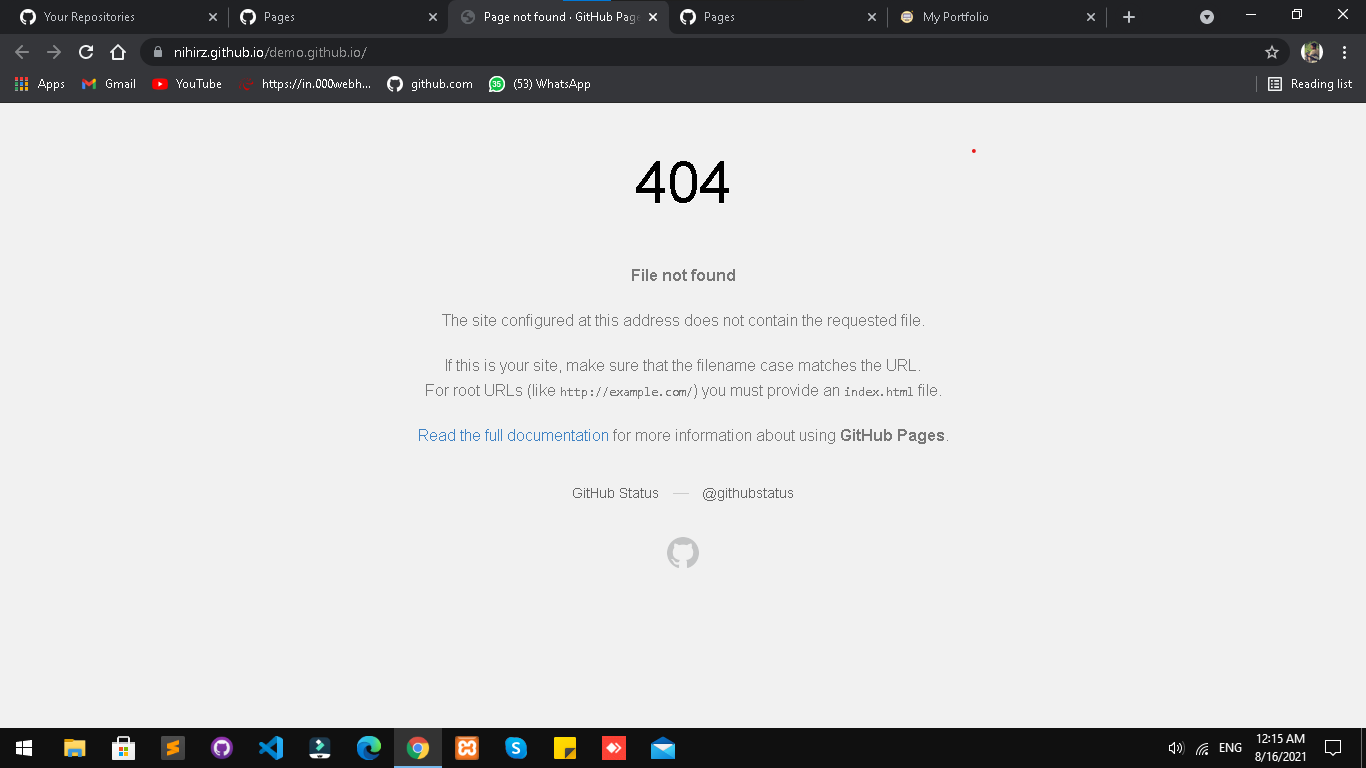 Your Repositories
Pages
Page not found · GitHub Page
Pages
My Portfolio
nihirz.github.io/demo.github.io/
Apps
Gmail
YouTube
https://in.000webh...
github.com
35
(53) WhatsApp
Reading list
404
File not found
The site configured at this address does not contain the requested file.
If this is your site, make sure that the filename case matches the URL.
For root URLs (like http://example.com/) you must provide an index.html file.
Read the full documentation for more information about using GitHub Pages.
GitHub Status — @githubstatus
ENG
12:15 AM
8/16/2021